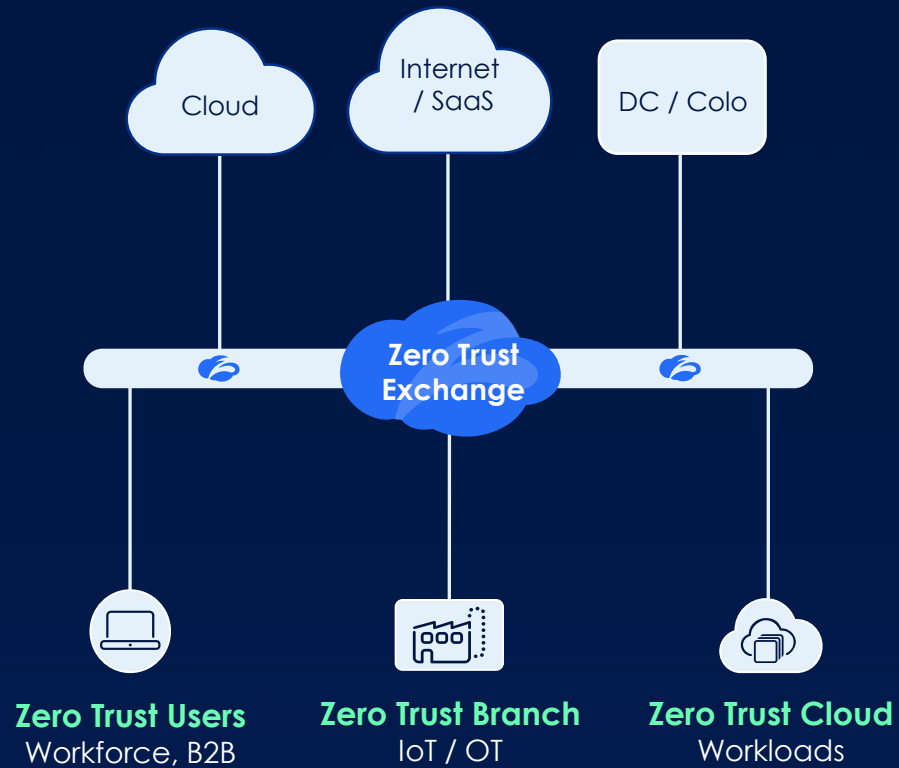 Cloud
Internet
/ SaaS
DC / Colo
Zero Trust
Exchange
Zero Trust Users
Workforce, B2B
Zero Trust Branch
IoT / OT
Zero Trust Cloud
Workloads